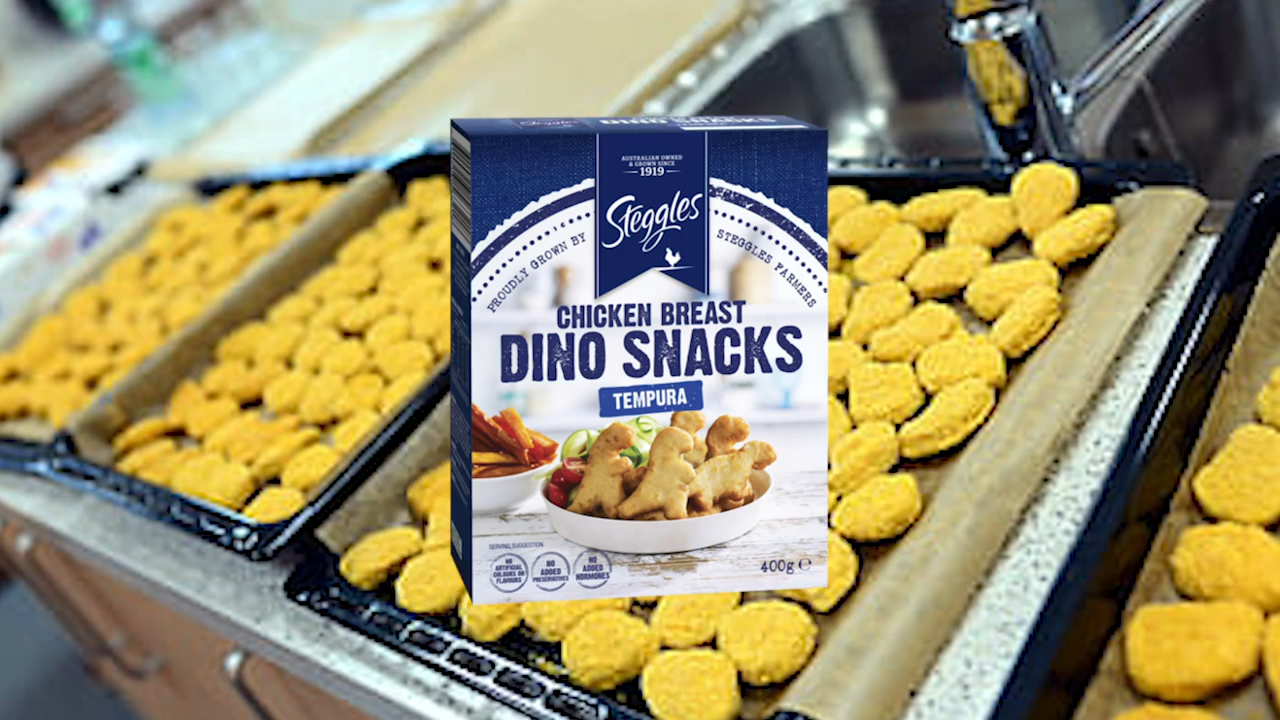 DINO SNACKS
TEMPURA
AUSTRALIAN OWNED
& GROWN SINCE
1919
Steggles
PROUDLY GROWN BY
STEGGLES FARMERS
CHICKEN BREAST
DINO SNACKS
TEMPURA
SERVING SUGGESTION
NO
ARTIFICIAL
COLOURS OR
FLAVOURS
NO
ADDED
PRESERVATIVES
NO
ADDED
HORMONES
400g ℮